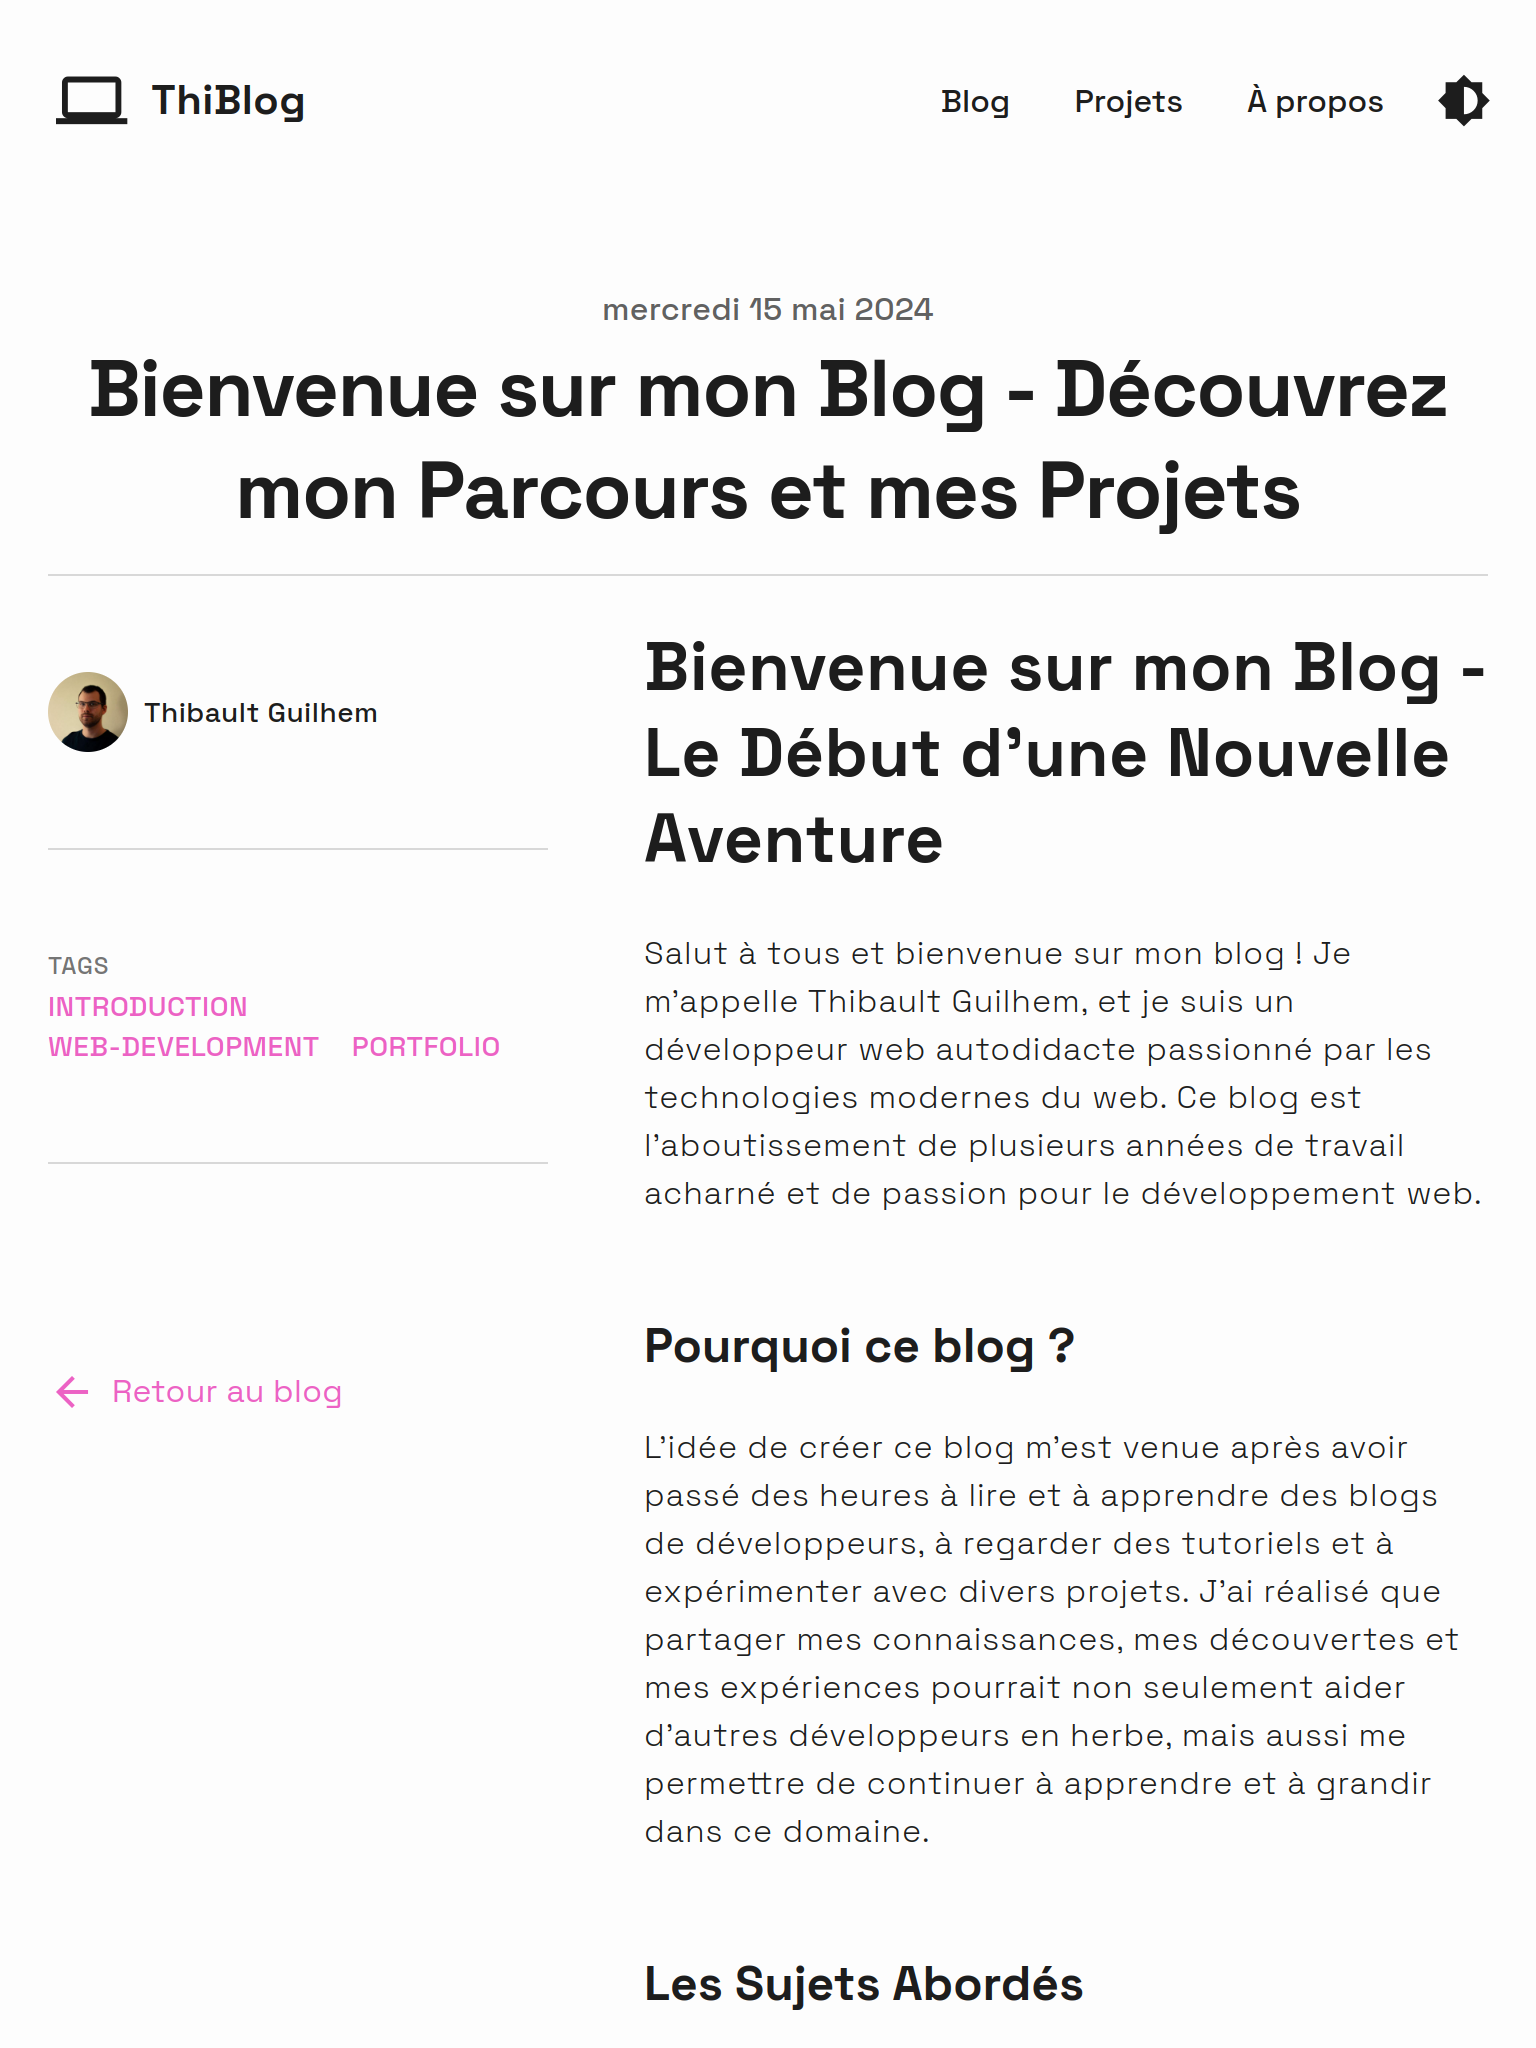 ThiBlog
Blog
Projets
À propos
mercredi 15 mai 2024
Bienvenue sur mon Blog - Découvrez
mon Parcours et mes Projets
Thibault Guilhem
TAGS
INTRODUCTION
WEB-DEVELOPMENT PORTFOLIO
Retour au blog
Bienvenue sur mon Blog -
Le Début d’une Nouvelle
Aventure
Salut à tous et bienvenue sur mon blog ! Je
m’appelle Thibault Guilhem, et je suis un
développeur web autodidacte passionné par les
technologies modernes du web. Ce blog est
l’aboutissement de plusieurs années de travail
acharné et de passion pour le développement web.
Pourquoi ce blog ?
L’idée de créer ce blog m’est venue après avoir
passé des heures à lire et à apprendre des blogs
de développeurs, à regarder des tutoriels et à
expérimenter avec divers projets. J’ai réalisé que
partager mes connaissances, mes découvertes et
mes expériences pourrait non seulement aider
d’autres développeurs en herbe, mais aussi me
permettre de continuer à apprendre et à grandir
dans ce domaine.
Les Sujets Abordés